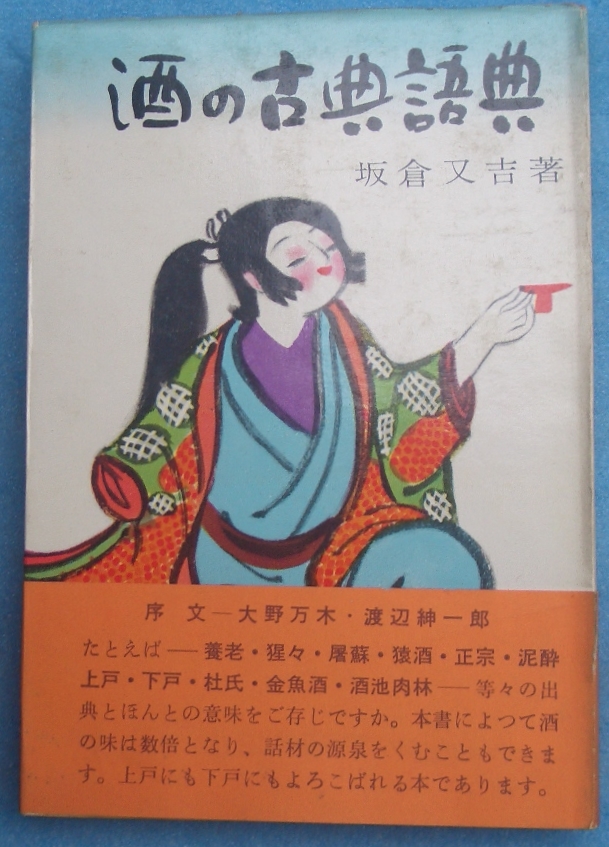 酒の古典語典
坂倉又吉著
序　文―大野万木・渡辺紳一郎
たとえば――養老・猩々・屠蘇・猿酒・正宗・泥酔
上戸・下戸・杜氏・金魚酒・酒池肉林――等々の出
典とほんとの意味をご存じですか。本書によつて酒
の味は数倍となり、話材の源泉をくむこともできま
す。上戸にも下戸にもよろこばれる本であります。